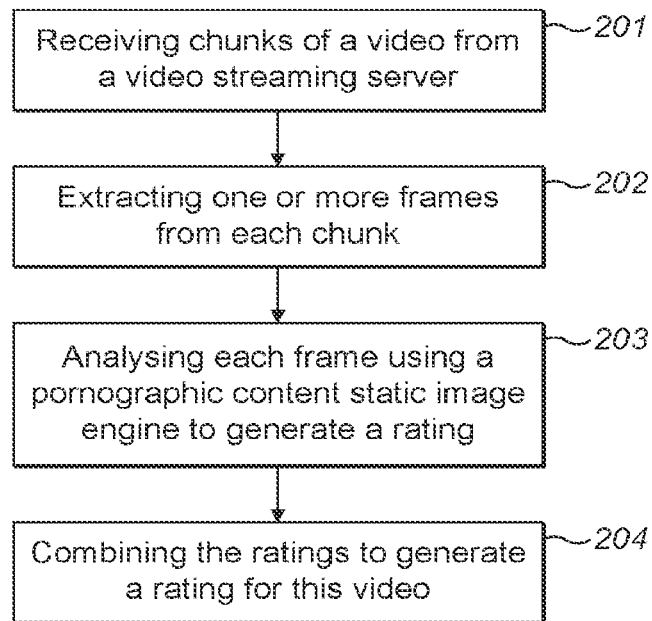 Receiving chunks of a video from
a video streaming server
201
Extracting one or more frames
from each chunk
202
Analysing each frame using a
pornographic content static image
engine to generate a rating
203
Combining the ratings to generate
a rating for this video
204